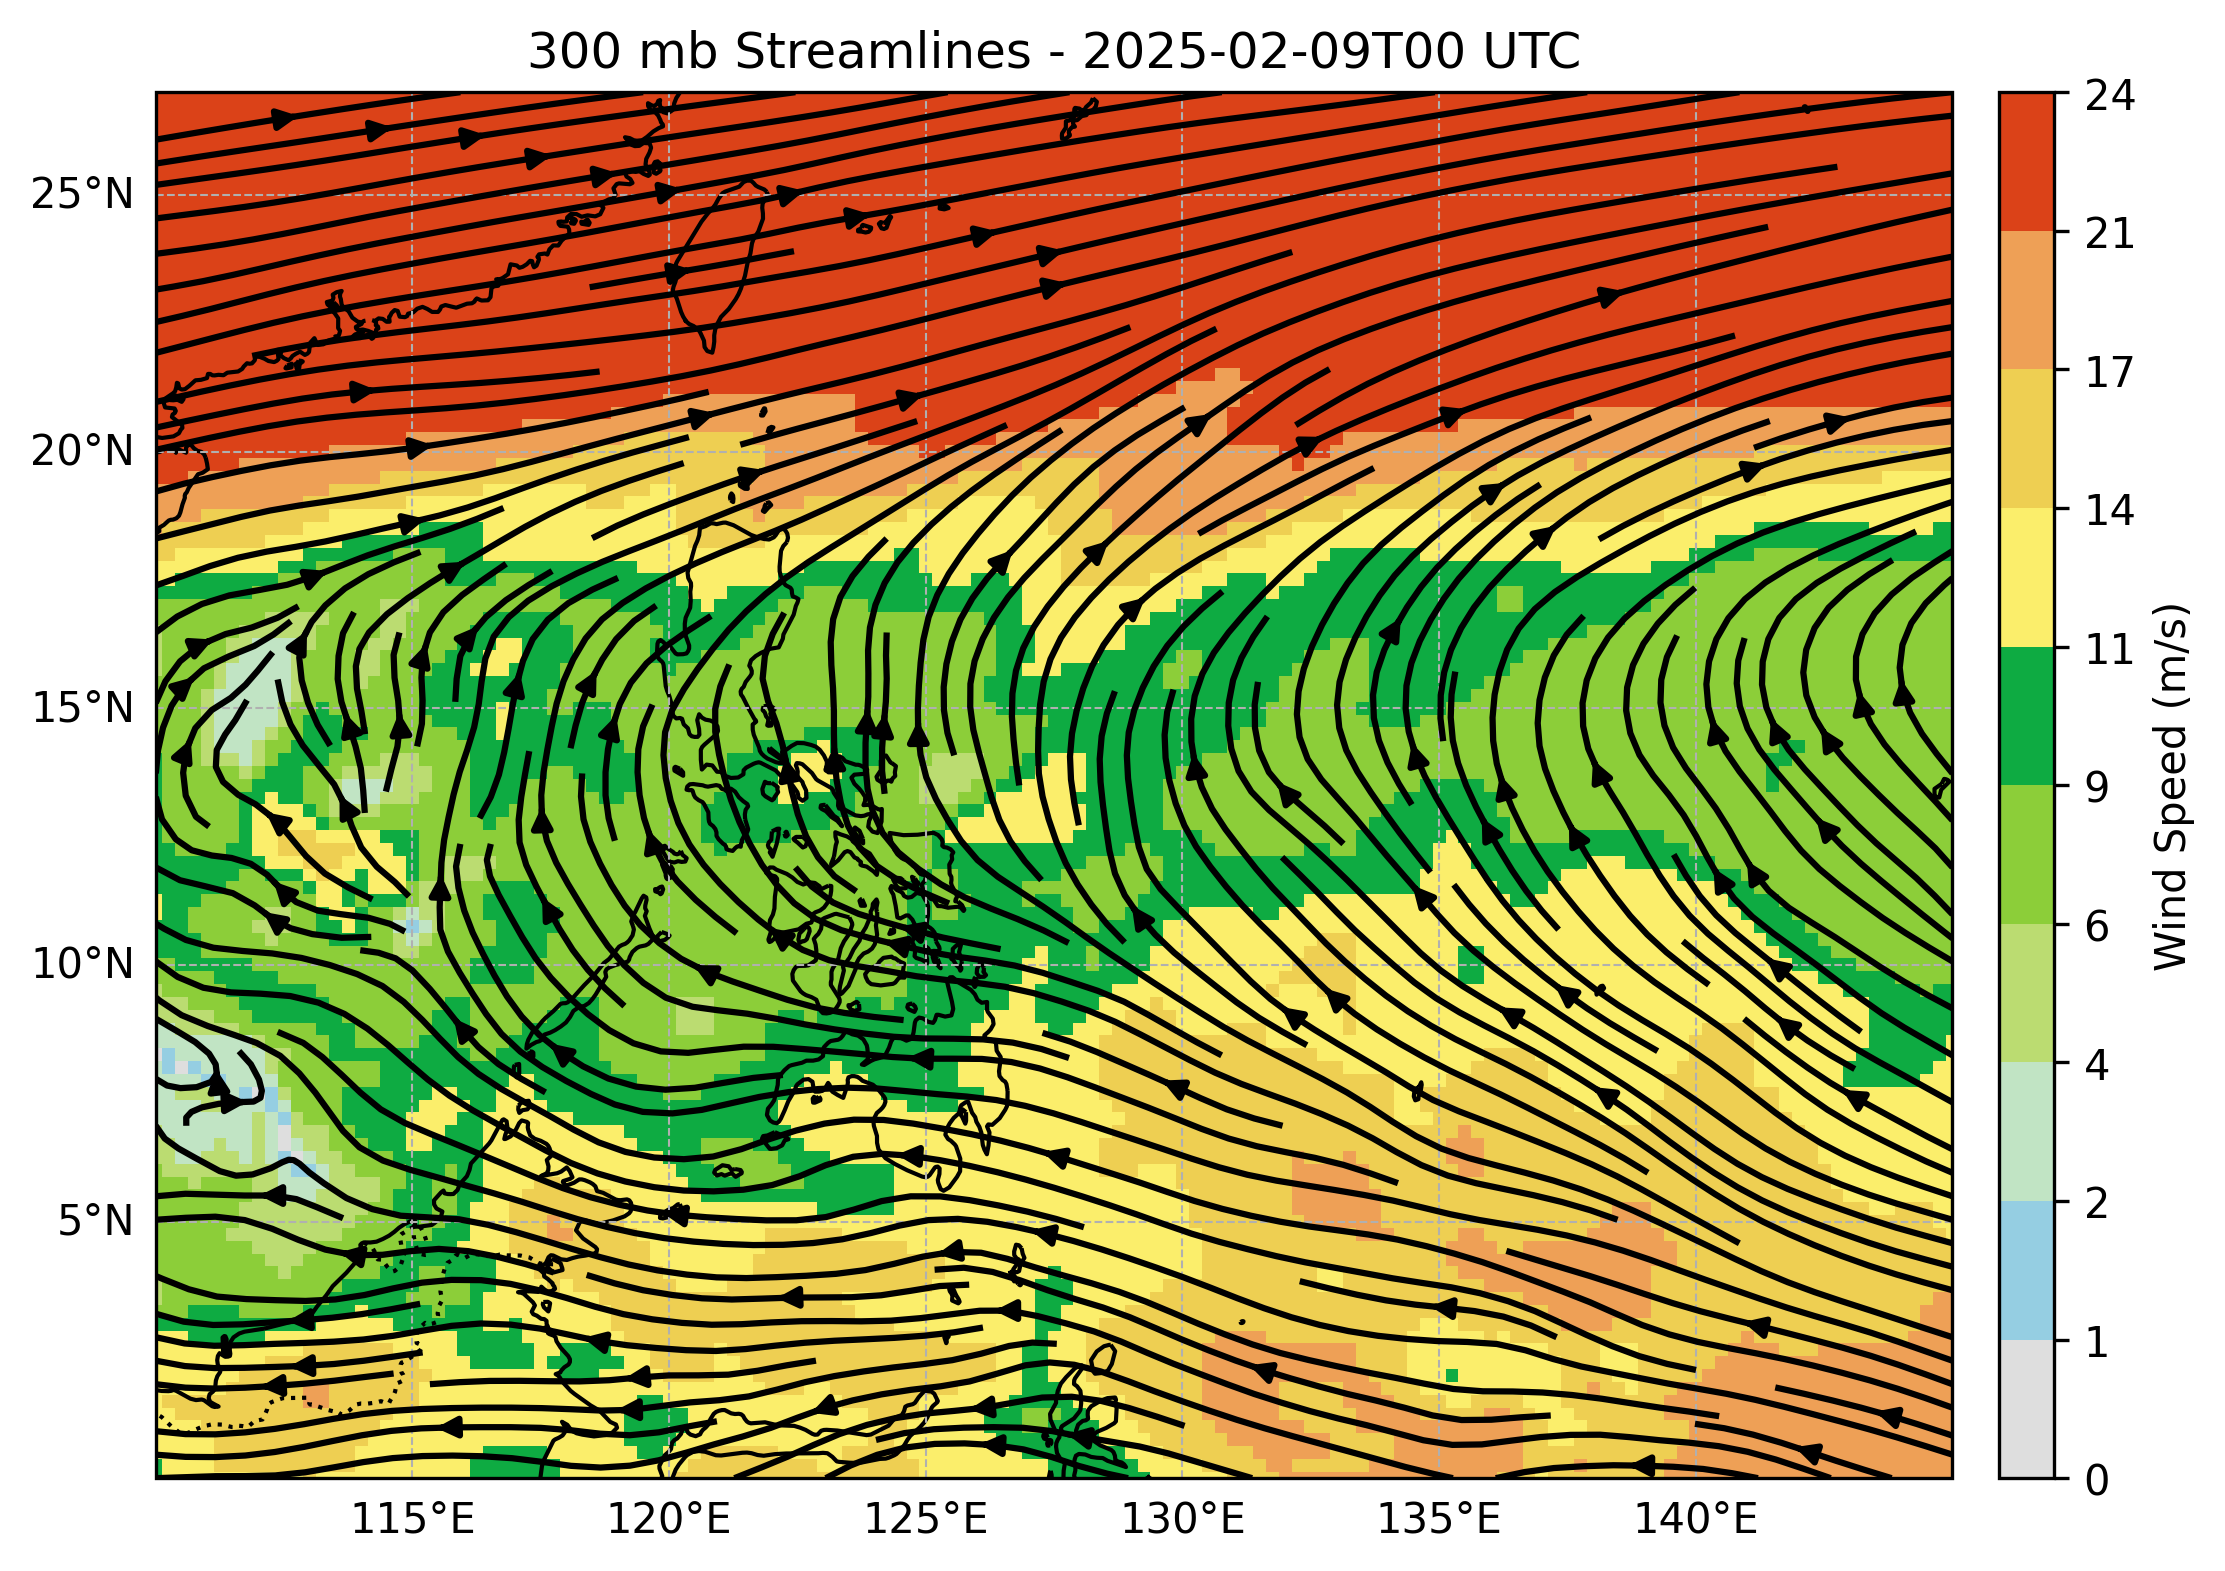 300 mb Streamlines - 2025-02-09T00 UTC
25°N
20°N
15°N
10°N
5°N
115°E
120°E
125°E
130°E
135°E
140°E
24
21
17
14
11
9
6
4
2
1
0
Wind Speed (m/s)